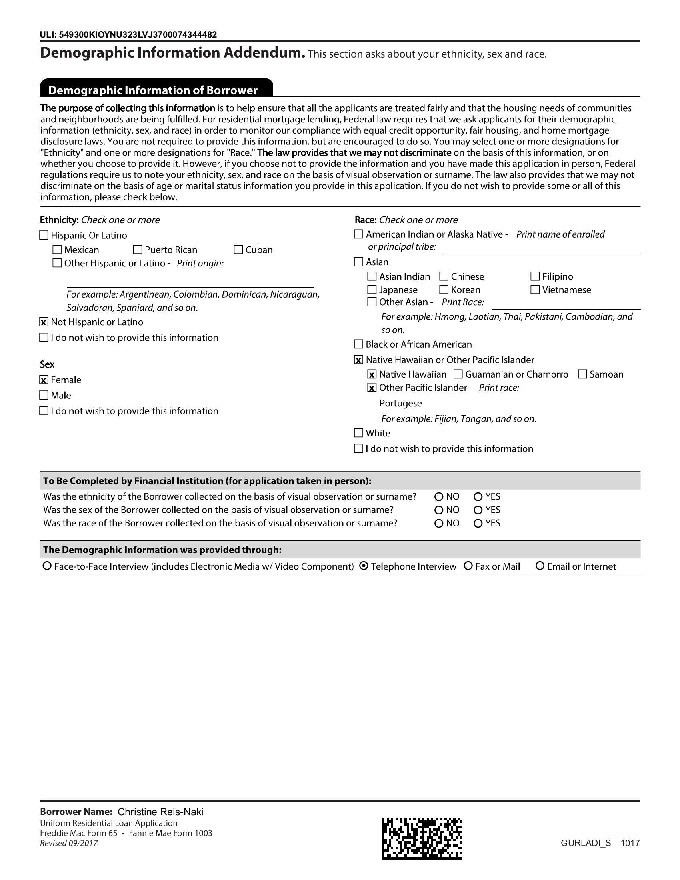 ULI: 549300KIOYNU323LVJ3700074344482
Demographic Information Addendum. This section asks about your ethnicity, sex and race.
Demographic Information of Borrower
The purpose of collecting this information is to help ensure that all the applicants are treated fairly and that the housing needs of communities
and neighborhoods are being fulfilled. For residential mortgage lending, Federal law requires that we ask applicants for their demographic
information (ethnicity, sex, and race) in order to monitor our compliance with equal credit opportunity, fair housing, and home mortgage
disclosure laws. You are not required to provide this information, but are encouraged to do so. You may select one or more designations for
"Ethnicity" and one or more designations for "Race." The law provides that we may not discriminate on the basis of this information, or on
whether you choose to provide it. However, if you choose not to provide the information and you have made this application in person, Federal
regulations require us to note your ethnicity, sex, and race on the basis of visual observation or surname. The law also provides that we may not
discriminate on the basis of age or marital status information you provide in this application. If you do not wish to provide some or all of this
information, please check below.
Ethnicity: Check one or more
Hispanic Or Latino
Mexican Puerto Rican Cuban
Other Hispanic or Latino - Print origin:
For example: Argentinean, Colombian, Dominican, Nicaraguan,
Salvadoran, Spaniard, and so on.
x Not Hispanic or Latino
I do not wish to provide this information
Sex
x Female
Male
I do not wish to provide this information
Race: Check one or more
American Indian or Alaska Native - Print name of enrolled
or principal tribe:
Asian
Asian Indian Chinese Filipino
Japanese Korean Vietnamese
Other Asian - Print Race:
For example: Hmong, Laotian, Thai, Pakistani, Cambodian, and
so on.
Black or African American
x Native Hawaiian or Other Pacific Islander
x Native Hawaiian Guamanian or Chamorro Samoan
x Other Pacific Islander Print race:
Portugese
For example: Fijian, Tongan, and so on.
White
I do not wish to provide this information
To Be Completed by Financial Institution (for application taken in person):
Was the ethnicity of the Borrower collected on the basis of visual observation or surname? NO YES
Was the sex of the Borrower collected on the basis of visual observation or surname? NO YES
Was the race of the Borrower collected on the basis of visual observation or surname? NO YES
The Demographic Information was provided through:
Face-to-Face Interview (includes Electronic Media w/ Video Component) Telephone Interview Fax or Mail Email or Internet
Borrower Name: Christine Reis-Naki
Uniform Residential Loan Application
Freddie Mac Form 65 • Fannie Mae Form 1003
Revised 09/2017
GURLADI_S 1017